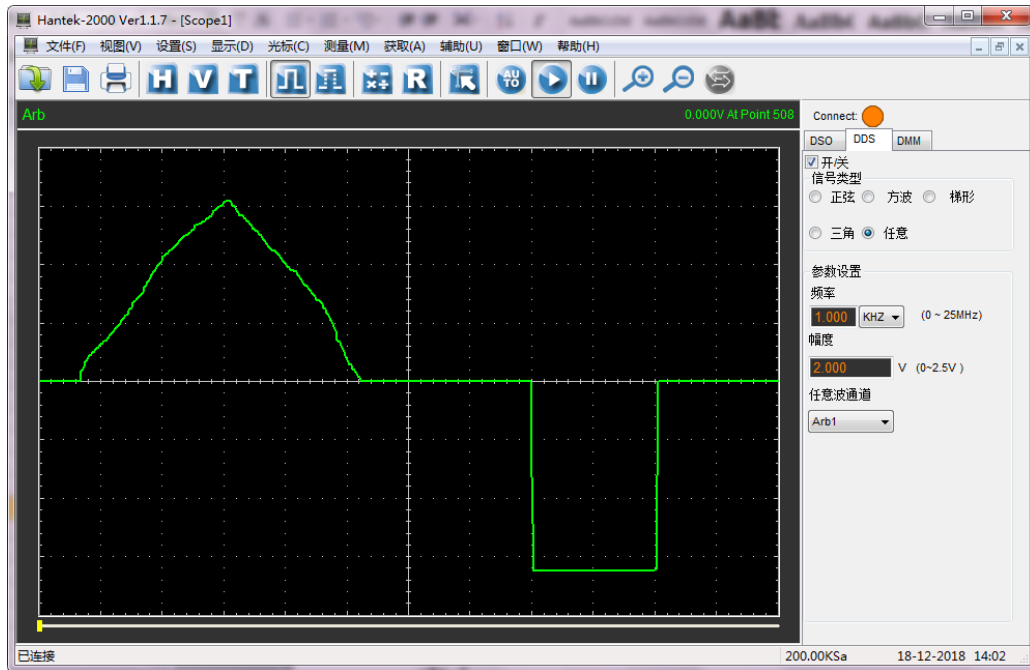 Hantek-2000 Ver1.1.7 - [Scope1]
文件(F) 视图(V) 设置(S) 显示(D) 光标(C) 测量(M) 获取(A) 辅助(U) 窗口(W) 帮助(H)
H V T R AUTO
Arb 0.000V At Point 508
Connect:
DSO DDS DMM
开/关
信号类型
正弦 方波 梯形
三角 任意
参数设置
频率
1.000 KHZ (0 ~ 25MHz)
幅度
2.000 V (0~2.5V )
任意波通道
Arb1
已连接 200.00KSa 18-12-2018 14:02